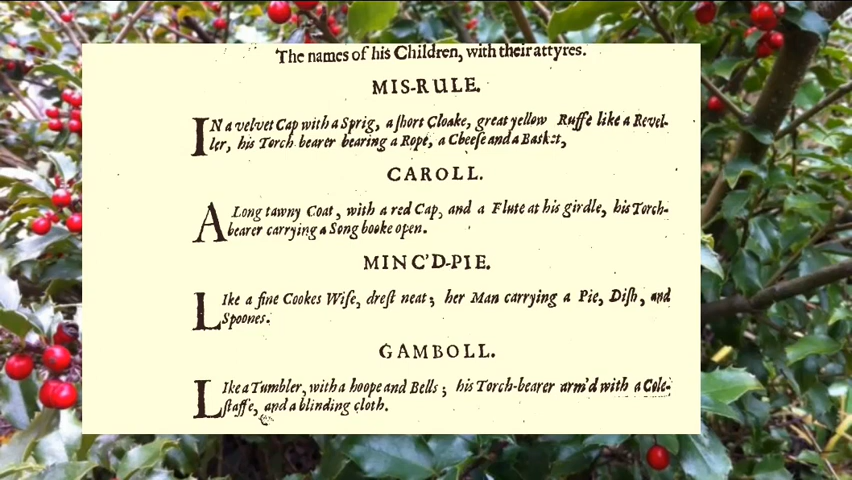 The names of his Children, with their attyres.
MIS-RULE.
IN a velvet Cap with a Sprig, a ſhort Cloake, great yellow Ruffe like a Revel-
ler, his Torch-bearer bearing a Rope, a Cheeſe and a Basket,
CAROLL.
A Long tawny Coat, with a red Cap, and a Flute at his girdle, his Torch-
bearer carrying a Song booke open.
MINC'D-PIE.
LIke a fine Cookes Wife, dreſt neat; her Man carrying a Pie, Diſh, and
Spoones.
GAMBOLL.
LIke a Tumbler, with a hoope and Bells; his Torch-bearer arm'd with a Cole-
ſtaffe, and a blinding cloth.